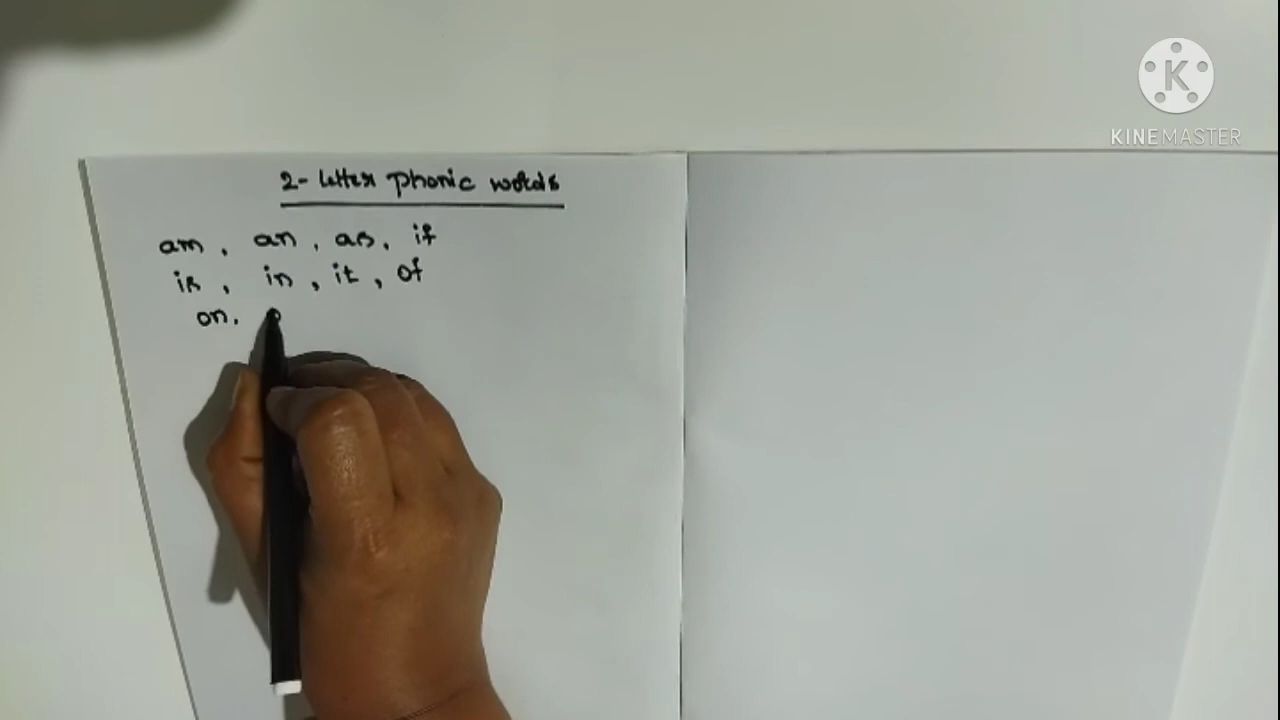 2- letter phonic words
am, an, as, if
is, in, it, of
on, o
KINEMASTER